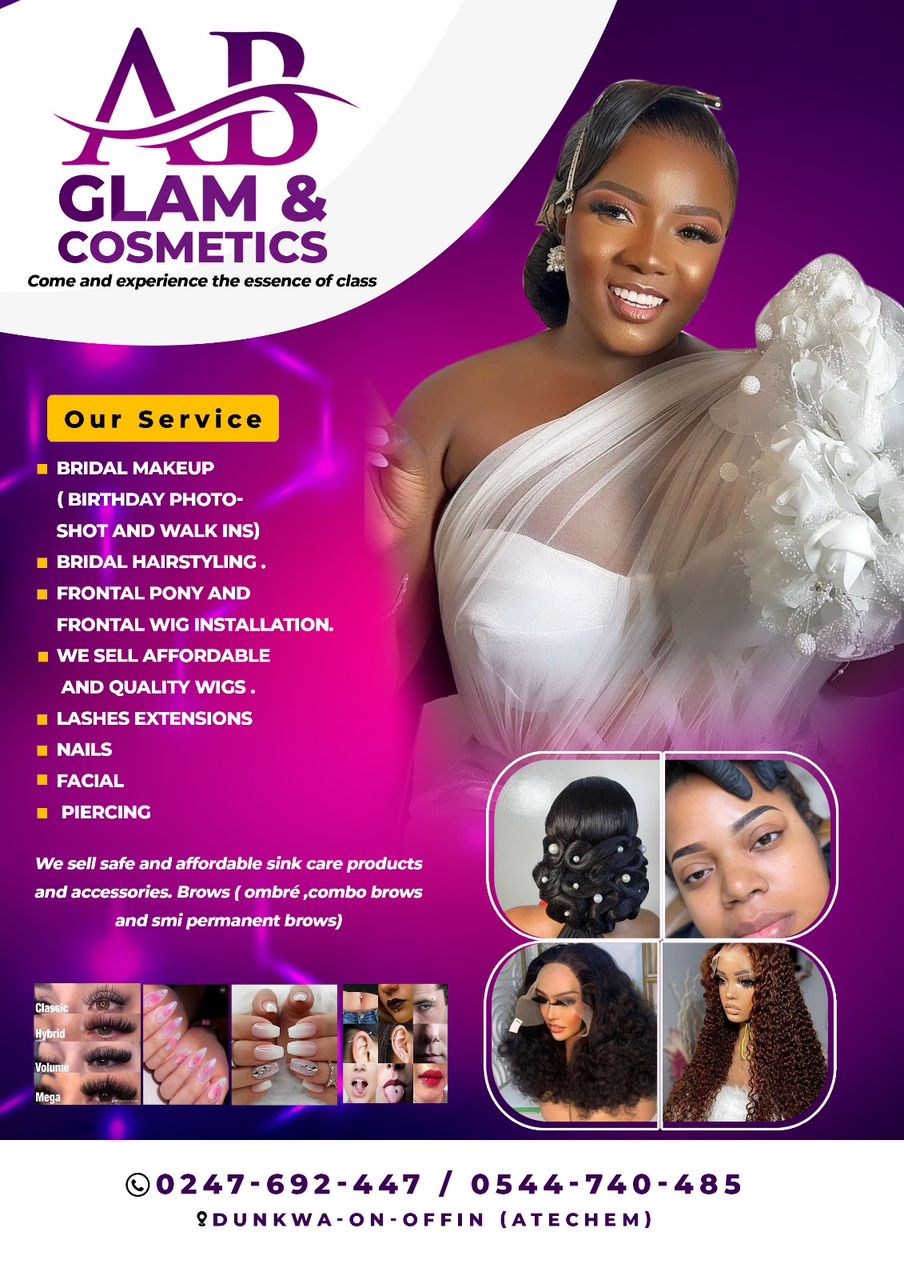 AB
GLAM &
COSMETICS
Come and experience the essence of class
Our Service
BRIDAL MAKEUP
( BIRTHDAY PHOTO-
SHOT AND WALK INS)
BRIDAL HAIRSTYLING .
FRONTAL PONY AND
FRONTAL WIG INSTALLATION.
WE SELL AFFORDABLE
AND QUALITY WIGS .
LASHES EXTENSIONS
NAILS
FACIAL
PIERCING
We sell safe and affordable sink care products
and accessories. Brows ( ombré ,combo brows
and smi permanent brows)
Classic
Hybrid
Volume
Mega
0247-692-447 / 0544-740-485
DUNKWA-ON-OFFIN (ATECHEM)